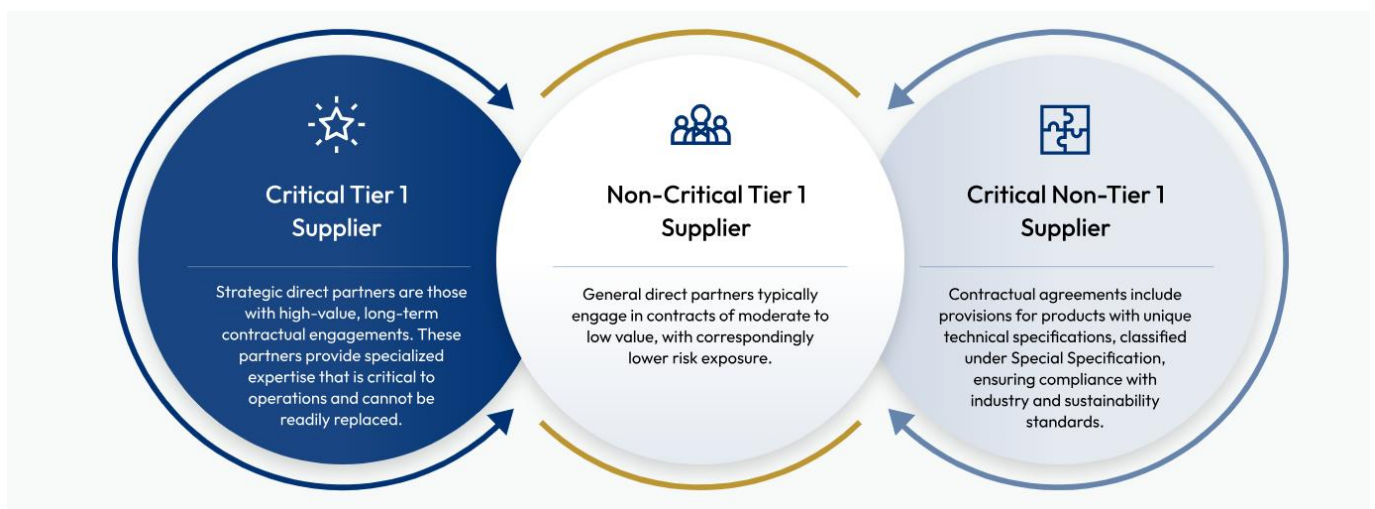 Critical Tier 1
Supplier
Strategic direct partners are those
with high-value, long-term
contractual engagements. These
partners provide specialized
expertise that is critical to
operations and cannot be
readily replaced.
Non-Critical Tier 1
Supplier
General direct partners typically
engage in contracts of moderate to
low value, with correspondingly
lower risk exposure.
Critical Non-Tier 1
Supplier
Contractual agreements include
provisions for products with unique
technical specifications, classified
under Special Specification,
ensuring compliance with
industry and sustainability
standards.